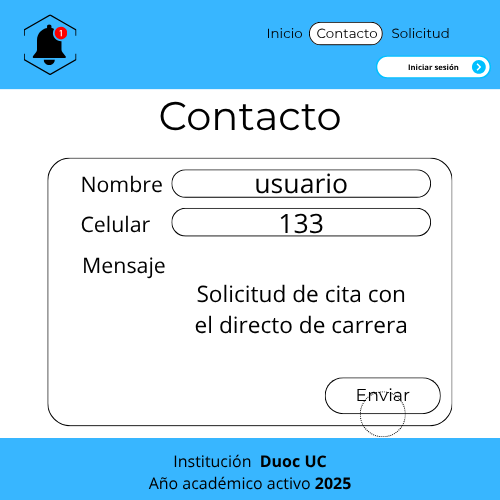 1
Inicio Contacto Solicitud
Iniciar sesión
Contacto
Nombre usuario
Celular 133
Mensaje
Solicitud de cita con
el directo de carrera
Enviar
Institución Duoc UC
Año académico activo 2025